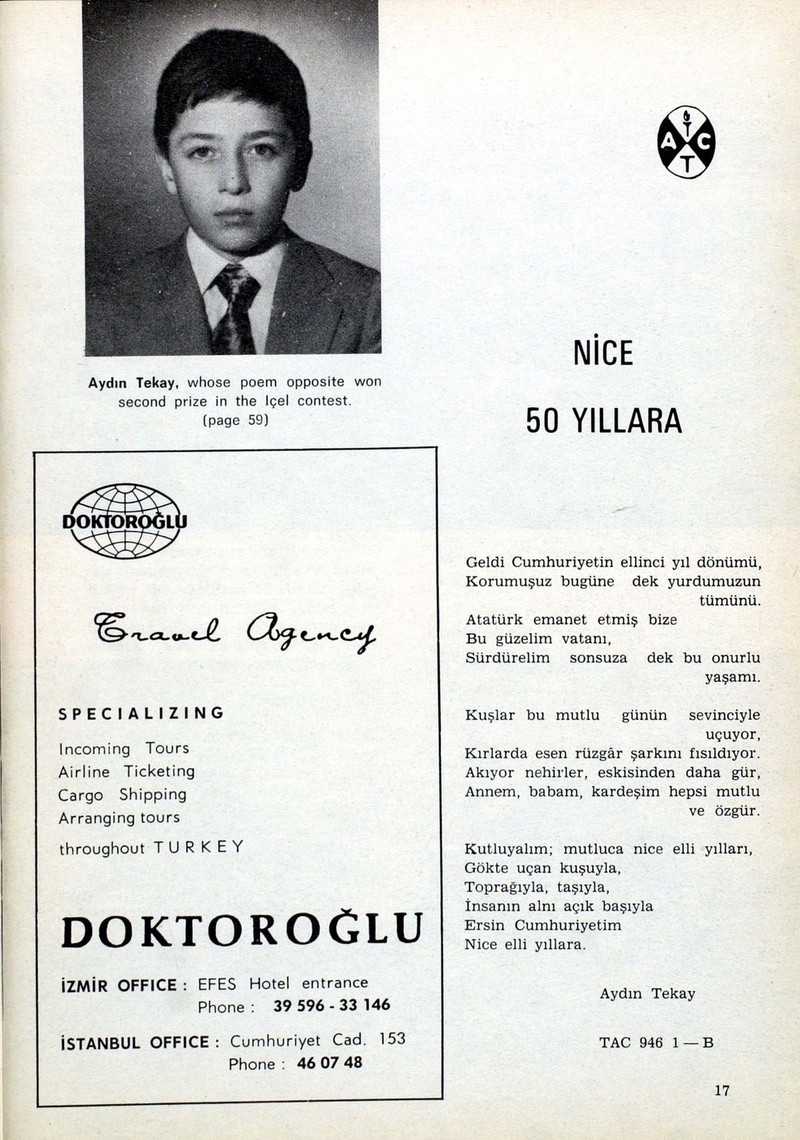 Aydın Tekay, whose poem opposite won
second prize in the Içel contest.
(page 59)
DOKTOROĞLU
Travel Agency
SPECIALIZING
Incoming Tours
Airline Ticketing
Cargo Shipping
Arranging tours
throughout TURKEY
DOKTOROĞLU
İZMİR OFFICE : EFES Hotel entrance
Phone : 39 596 - 33 146
İSTANBUL OFFICE : Cumhuriyet Cad. 153
Phone : 46 07 48
T
A C
T
NİCE
50 YILLARA
Geldi Cumhuriyetin ellinci yıl dönümü,
Korumuşuz bugüne dek yurdumuzun
tümünü.
Atatürk emanet etmiş bize
Bu güzelim vatanı,
Sürdürelim sonsuza dek bu onurlu
yaşamı.
Kuşlar bu mutlu günün sevinciyle
uçuyor,
Kırlarda esen rüzgâr şarkını fısıldıyor.
Akıyor nehirler, eskisinden daha gür,
Annem, babam, kardeşim hepsi mutlu
ve özgür.
Kutluyalım; mutluca nice elli yılları,
Gökte uçan kuşuyla,
Toprağıyla, taşıyla,
İnsanın alnı açık başıyla
Ersin Cumhuriyetim
Nice elli yıllara.
Aydın Tekay
TAC 946 1 — B
17